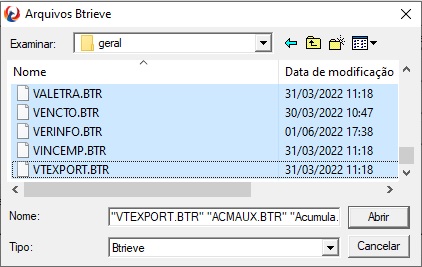 Arquivos Btrieve
Examinar: geral
Nome Data de modificação
VALETRA.BTR 31/03/2022 11:18
VENCTO.BTR 30/03/2022 10:47
VERINFO.BTR 01/06/2022 17:38
VINCEMP.BTR 31/03/2022 11:18
VTEXPORT.BTR 31/03/2022 11:18
Nome: "VTEXPORT.BTR" "ACMAUX.BTR" "Acumula. Abrir
Tipo: Btrieve Cancelar